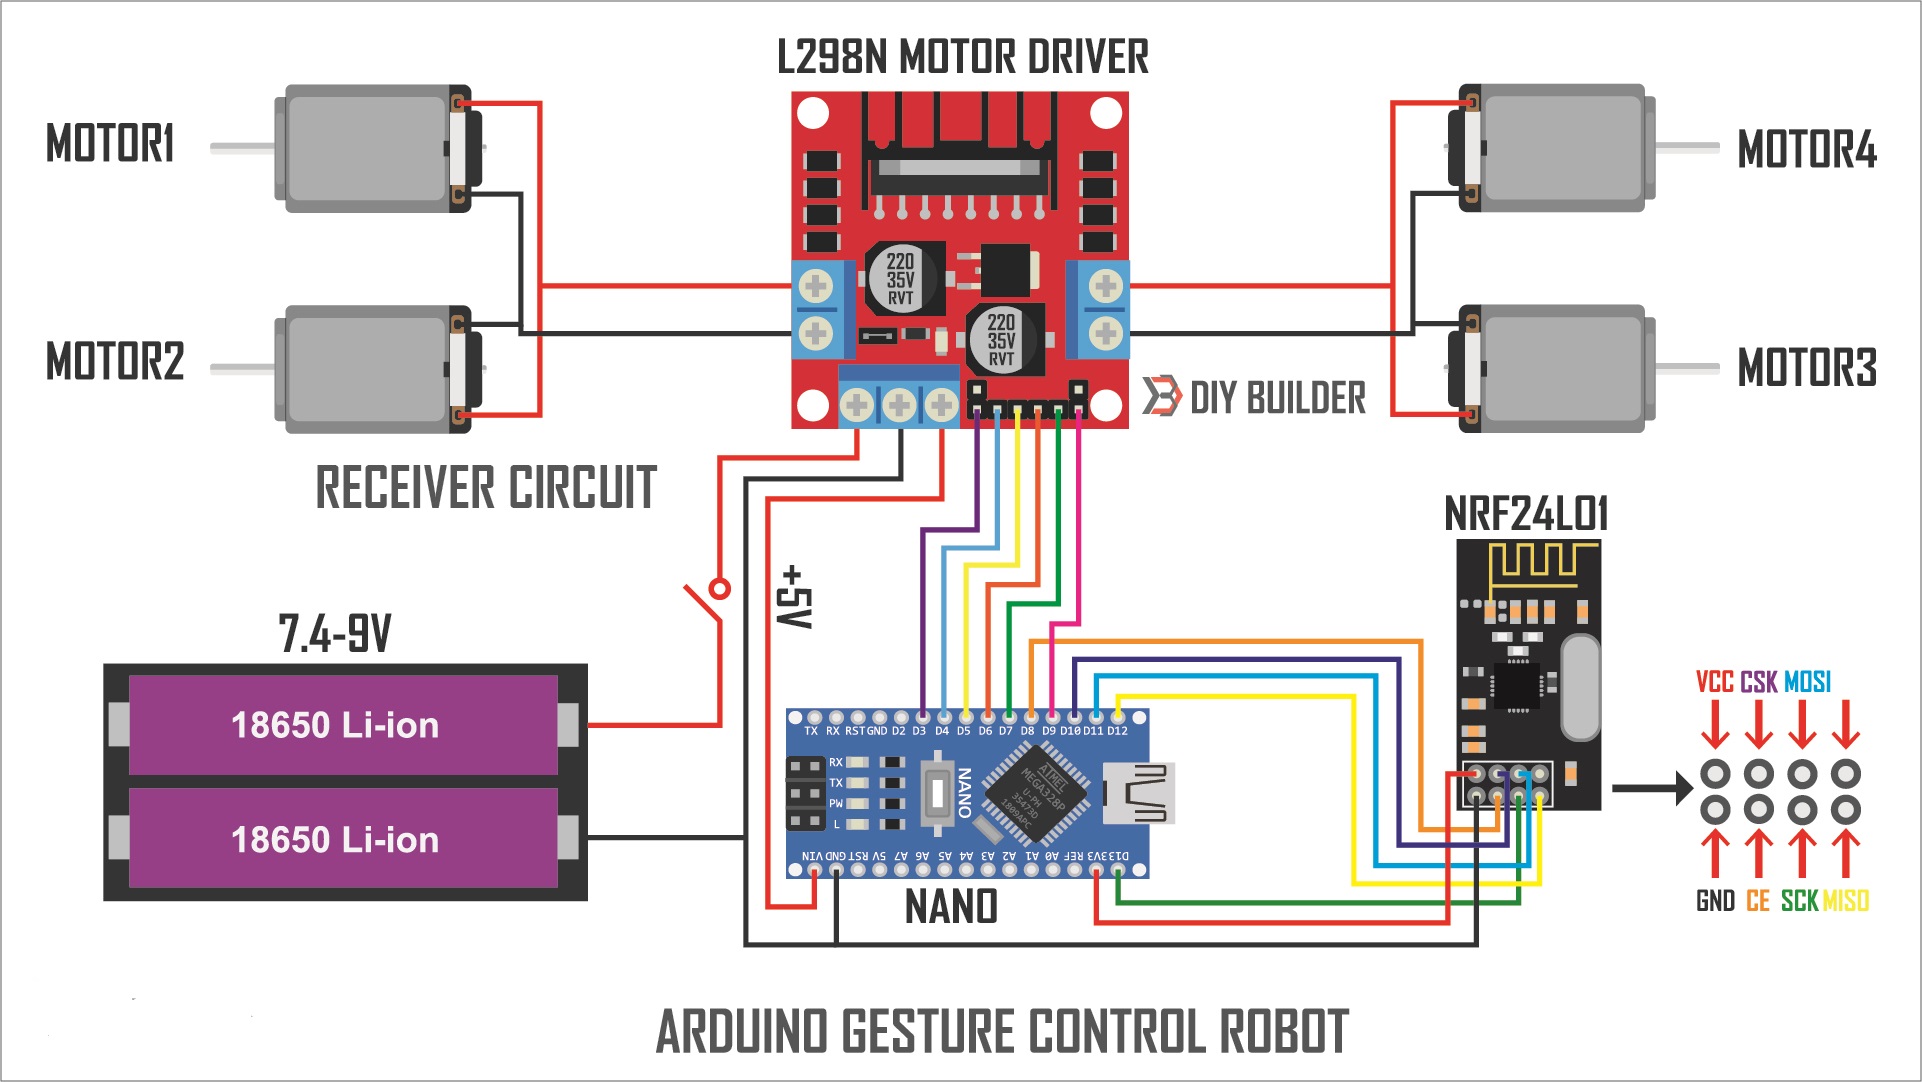 L298N MOTOR DRIVER
MOTOR1
MOTOR4
220
35V
RVT
220
35V
RVT
MOTOR2
MOTOR3
DIY BUILDER
RECEIVER CIRCUIT
NRF24L01
+5V
7.4-9V
18650 Li-ion
18650 Li-ion
VCC CSK MOSI
TX RX RST GND D2 D3 D4 D5 D6 D7 D8 D9 D10 D11 D12
RX
TX
PW
L
NANO
ATMEL
MEGA328P
U-PH
35473D
1809APC
VIN GND RST 5V A7 A6 A5 A4 A3 A2 A1 A0 REF 3V3 D13
NANO
GND CE SCK MISO
ARDUINO GESTURE CONTROL ROBOT